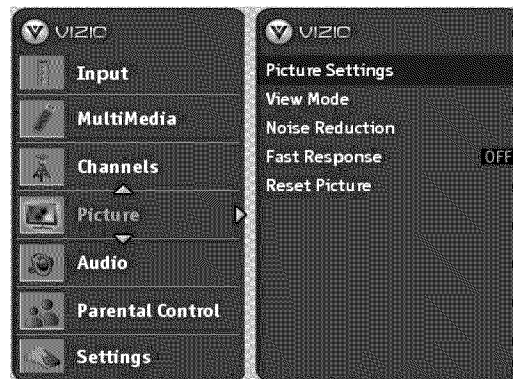 VIZIO
Input
MultiMedia
Channels
Picture
Audio
Parental Control
Settings
VIZIO
Picture Settings
View Mode
Noise Reduction
Fast Response OFF
Reset Picture